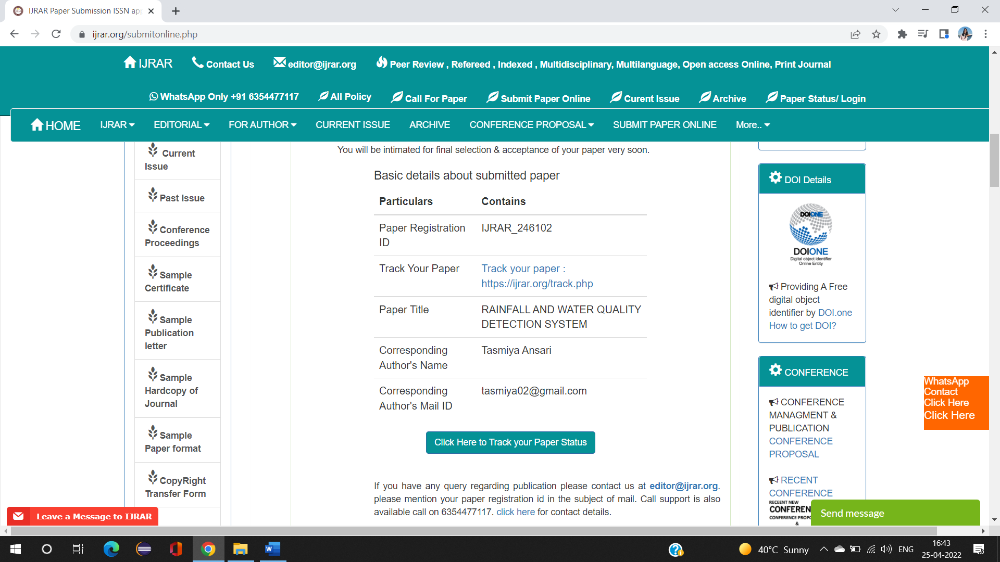 IJRAR Paper Submission ISSN app
ijrar.org/submitonline.php
IJRAR
Contact Us
editor@ijrar.org
Peer Review , Refereed , Indexed , Multidisciplinary, Multilanguage, Open access Online, Print Journal
WhatsApp Only +91 6354477117
All Policy
Call For Paper
Submit Paper Online
Curent Issue
Archive
Paper Status/ Login
HOME
IJRAR
EDITORIAL
FOR AUTHOR
CURRENT ISSUE
ARCHIVE
CONFERENCE PROPOSAL
SUBMIT PAPER ONLINE
More..
Current
Issue
Past Issue
Conference
Proceedings
Sample
Certificate
Sample
Publication
letter
Sample
Hardcopy of
Journal
Sample
Paper format
CopyRight
Transfer Form
Leave a Message to IJRAR
You will be intimated for final selection & acceptance of your paper very soon.
Basic details about submitted paper
Particulars Contains
Paper Registration IJRAR_246102
ID
Track Your Paper Track your paper :
https://ijrar.org/track.php
Paper Title RAINFALL AND WATER QUALITY
DETECTION SYSTEM
Corresponding Tasmiya Ansari
Author's Name
Corresponding tasmiya02@gmail.com
Author's Mail ID
Click Here to Track your Paper Status
If you have any query regarding publication please contact us at editor@ijrar.org.
please mention your paper registration id in the subject of mail. Call support is also
available call on 6354477117. click here for contact details.
DOI Details
DOIONE
DOIONE
Digital object identifier
Online Entity
Providing A Free
digital object
identifier by DOI.one
How to get DOI?
CONFERENCE
CONFERENCE
MANAGMENT &
PUBLICATION
CONFERENCE
PROPOSAL
RECENT
CONFERENCE
RECEENT NEW
CONFEREN
CONFERENCE PROPO
&
WhatsApp
Contact
Click Here
Click Here
Send message
40°C Sunny
ENG
16:43
25-04-2022